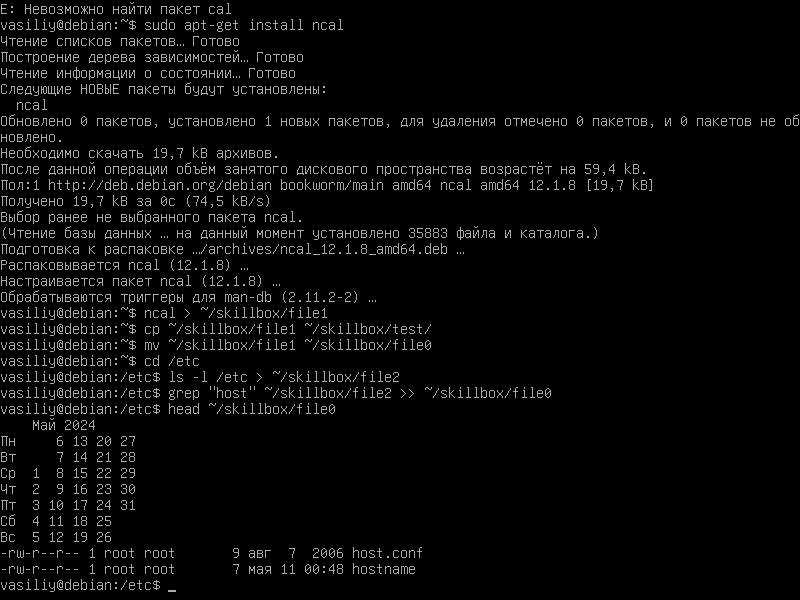 E: Невозможно найти пакет cal
vasiliy@debian:~$ sudo apt-get install ncal
Чтение списков пакетов… Готово
Построение дерева зависимостей… Готово
Чтение информации о состоянии… Готово
Следующие НОВЫЕ пакеты будут установлены:
  ncal
Обновлено 0 пакетов, установлено 1 новых пакетов, для удаления отмечено 0 пакетов, и 0 пакетов не об
новлено.
Необходимо скачать 19,7 kB архивов.
После данной операции объём занятого дискового пространства возрастёт на 59,4 kB.
Пол:1 http://deb.debian.org/debian bookworm/main amd64 ncal amd64 12.1.8 [19,7 kB]
Получено 19,7 kB за 0с (74,5 kB/s)
Выбор ранее не выбранного пакета ncal.
(Чтение базы данных … на данный момент установлено 35883 файла и каталога.)
Подготовка к распаковке …/archives/ncal_12.1.8_amd64.deb …
Распаковывается ncal (12.1.8) …
Настраивается пакет ncal (12.1.8) …
Обрабатываются триггеры для man-db (2.11.2-2) …
vasiliy@debian:~$ ncal > ~/skillbox/file1
vasiliy@debian:~$ cp ~/skillbox/file1 ~/skillbox/test/
vasiliy@debian:~$ mv ~/skillbox/file1 ~/skillbox/file0
vasiliy@debian:~$ cd /etc
vasiliy@debian:/etc$ ls -l /etc > ~/skillbox/file2
vasiliy@debian:/etc$ grep "host" ~/skillbox/file2 >> ~/skillbox/file0
vasiliy@debian:/etc$ head ~/skillbox/file0
    Май 2024
Пн     6 13 20 27
Вт     7 14 21 28
Ср  1  8 15 22 29
Чт  2  9 16 23 30
Пт  3 10 17 24 31
Сб  4 11 18 25
Вс  5 12 19 26
-rw-r--r-- 1 root root       9 авг  7  2006 host.conf
-rw-r--r-- 1 root root       7 мая 11 00:48 hostname
vasiliy@debian:/etc$ _